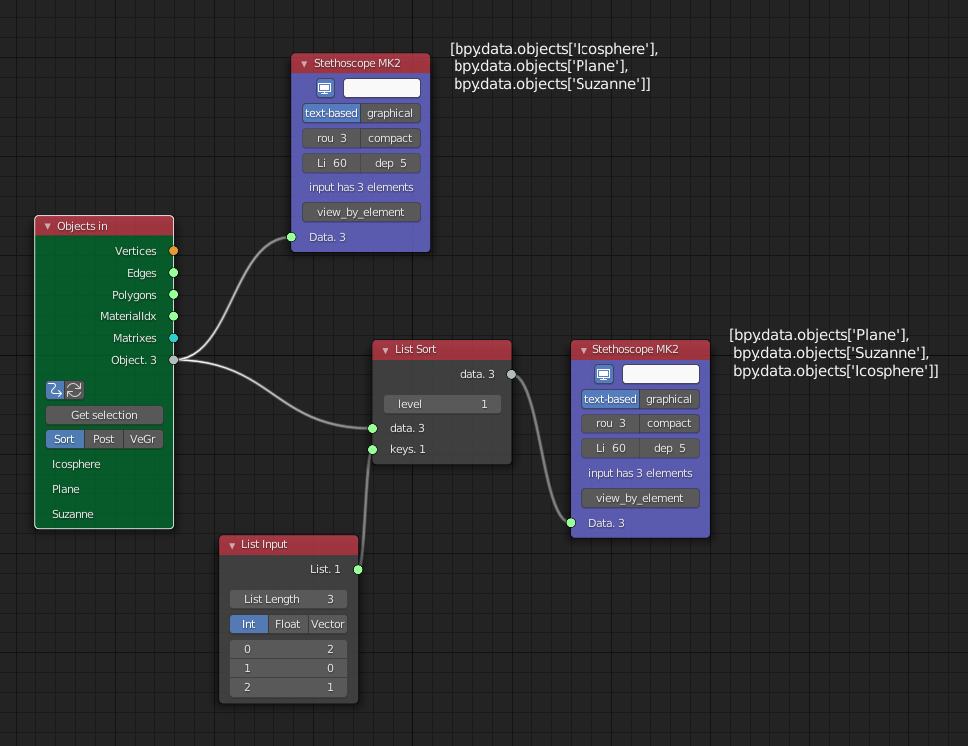 Stethoscope MK2
text-based graphical
rou 3 compact
Li 60 dep 5
input has 3 elements
view_by_element
Data. 3
[bpy.data.objects['Icosphere'],
bpy.data.objects['Plane'],
bpy.data.objects['Suzanne']]
Objects in
Vertices
Edges
Polygons
MaterialIdx
Matrixes
Object. 3
Get selection
Sort Post VeGr
Icosphere
Plane
Suzanne
List Sort
data. 3
level 1
data. 3
keys. 1
Stethoscope MK2
text-based graphical
rou 3 compact
Li 60 dep 5
input has 3 elements
view_by_element
Data. 3
[bpy.data.objects['Plane'],
bpy.data.objects['Suzanne'],
bpy.data.objects['Icosphere']]
List Input
List. 1
List Length 3
Int Float Vector
0 2
1 0
2 1